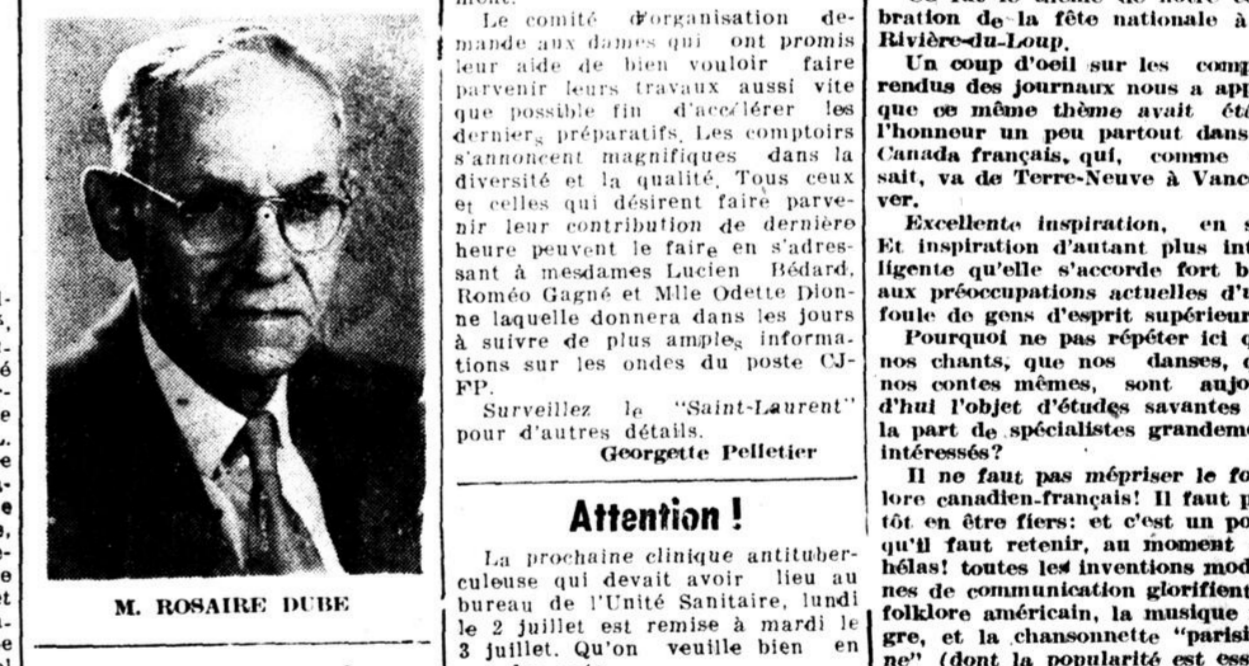 M. ROSAIRE DUBE
Le comité d'organisation de-
mande aux dames qui ont promis
leur aide de bien vouloir faire
parvenir leurs travaux aussi vite
que possible fin d'accélérer les
derniers préparatifs. Les comptoirs
s'annoncent magnifiques dans la
diversité et la qualité. Tous ceux
et celles qui désirent faire parve-
nir leur contribution de dernière
heure peuvent le faire en s'adres-
sant à mesdames Lucien Bédard,
Roméo Gagné et Mlle Odette Dion-
ne laquelle donnera dans les jours
à suivre de plus amples informa-
tions sur les ondes du poste CJ-
FP.
Surveillez le "Saint-Laurent"
pour d'autres détails.
Georgette Pelletier
Attention !
La prochaine clinique antituber-
culeuse qui devait avoir lieu au
bureau de l'Unité Sanitaire, lundi
le 2 juillet est remise à mardi le
3 juillet. Qu'on veuille bien en
bration de la fête nationale à
Rivière-du-Loup.
Un coup d'oeil sur les
rendus des journaux nous a
que ce même thème avait
l'honneur un peu partout dans
Canada français, qui, comme
sait, va de Terre-Neuve à
ver.
Excellente inspiration, en
Et inspiration d'autant plus
ligente qu'elle s'accorde fort
aux préoccupations actuelles
foule de gens d'esprit supérieur
Pourquoi ne pas répéter ici
nos chants, que nos danses,
nos contes mêmes, sont
d'hui l'objet d'études savantes
la part de spécialistes
intéressés?
Il ne faut pas mépriser le
lore canadien-français! Il faut
tôt en être fiers: et c'est un
qu'il faut retenir, au moment
hélas! toutes les inventions
nes de communication glorifient
folklore américain, la musique
gre, et la chansonnette
ne" (dont la popularité est